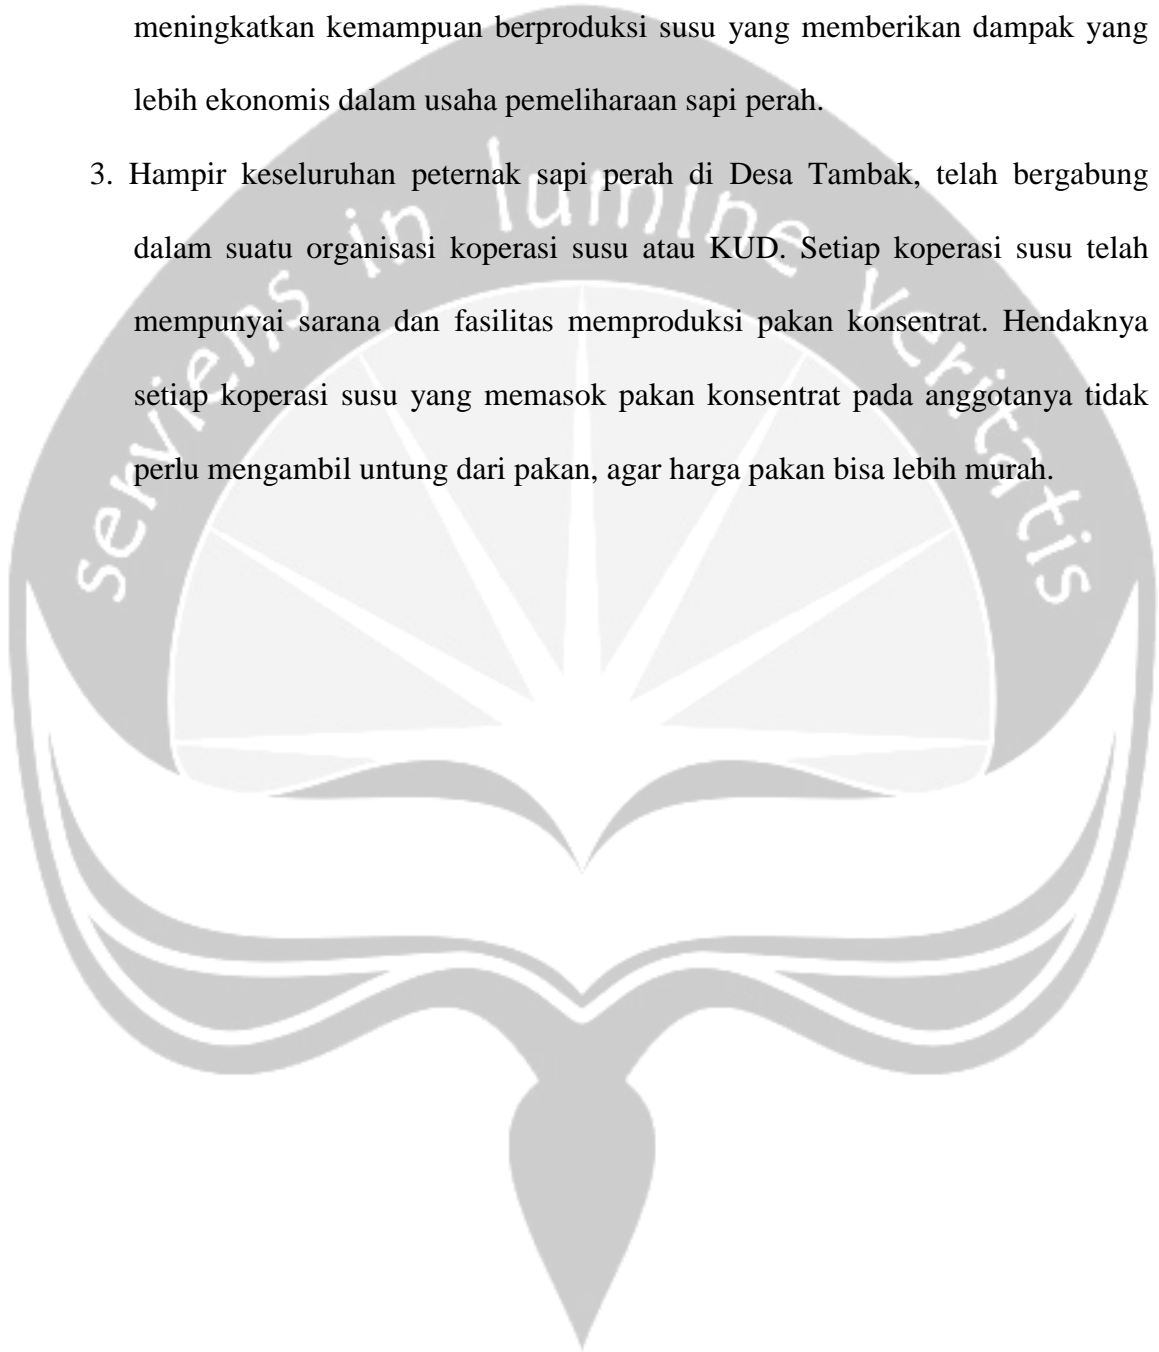 meningkatkan kemampuan berproduksi susu yang memberikan dampak yang
lebih ekonomis dalam usaha pemeliharaan sapi perah.
3. Hampir keseluruhan peternak sapi perah di Desa Tambak, telah bergabung
dalam suatu organisasi koperasi susu atau KUD. Setiap koperasi susu telah
mempunyai sarana dan fasilitas memproduksi pakan konsentrat. Hendaknya
setiap koperasi susu yang memasok pakan konsentrat pada anggotanya tidak
perlu mengambil untung dari pakan, agar harga pakan bisa lebih murah.
serviens in lumine veritatis